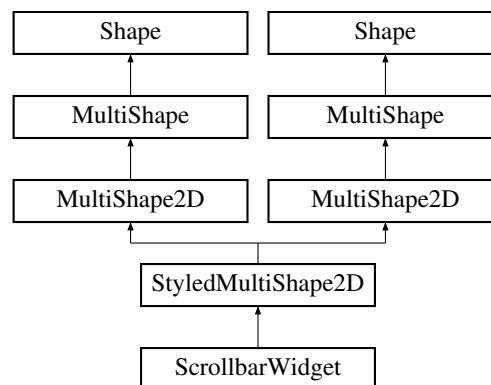 Shape Shape
MultiShape MultiShape
MultiShape2D MultiShape2D
StyledMultiShape2D
ScrollbarWidget